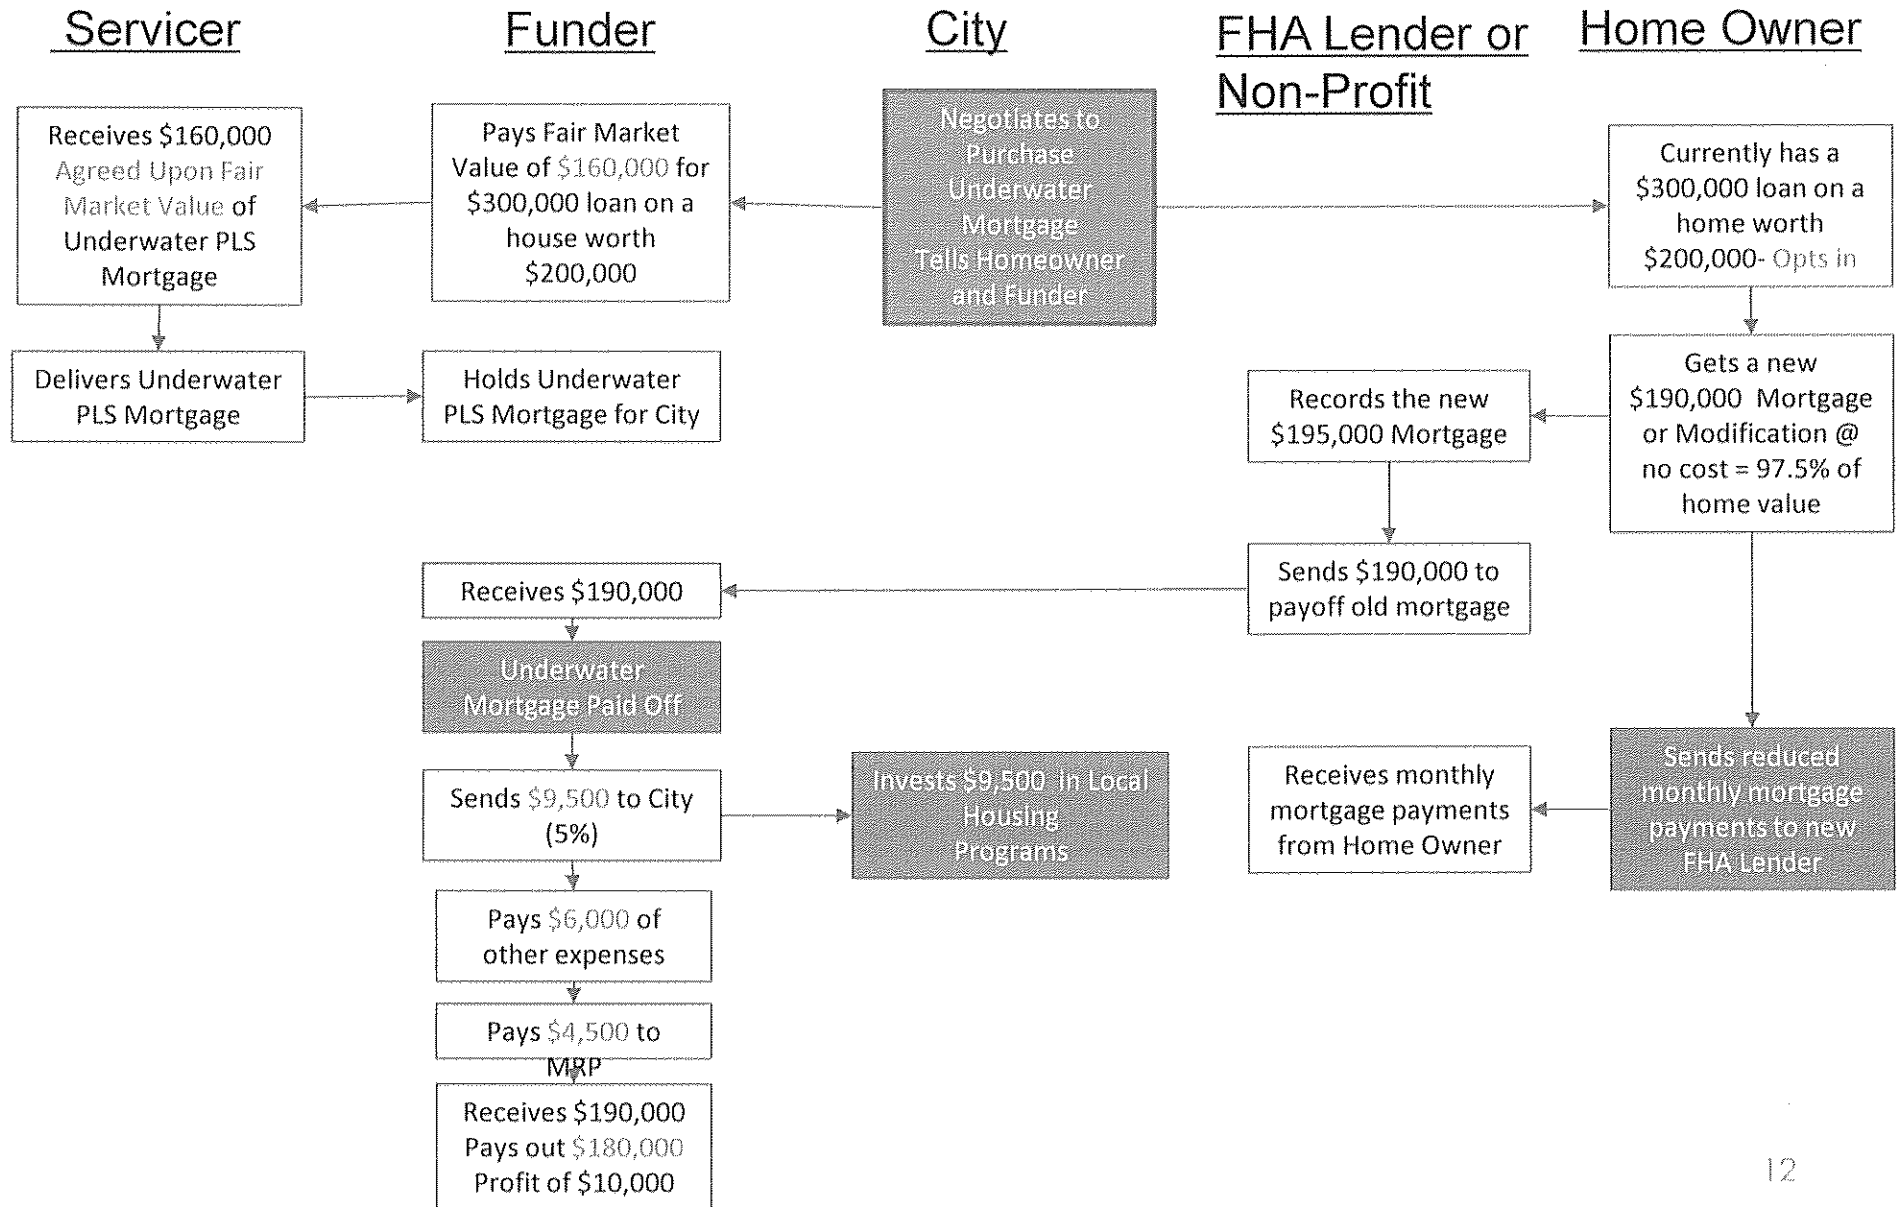 Servicer
Funder
City
FHA Lender or
Non-Profit
Home Owner
Receives $160,000
Agreed Upon Fair
Market Value of
Underwater PLS
Mortgage
Pays Fair Market
Value of $160,000 for
$300,000 loan on a
house worth
$200,000
Negotiates to
Purchase
Underwater
Mortgage
Tells Homeowner
and Funder
Currently has a
$300,000 loan on a
home worth
$200,000- Opts in
Delivers Underwater
PLS Mortgage
Holds Underwater
PLS Mortgage for City
Records the new
$195,000 Mortgage
Gets a new
$190,000 Mortgage
or Modification @
no cost = 97.5% of
home value
Receives $190,000
Sends $190,000 to
payoff old mortgage
Underwater
Mortgage Paid Off
Sends $9,500 to City
(5%)
Invests $9,500 in Local
Housing
Programs
Receives monthly
mortgage payments
from Home Owner
Sends reduced
monthly mortgage
payments to new
FHA Lender
Pays $6,000 of
other expenses
Pays $4,500 to
MRP
Receives $190,000
Pays out $180,000
Profit of $10,000
12